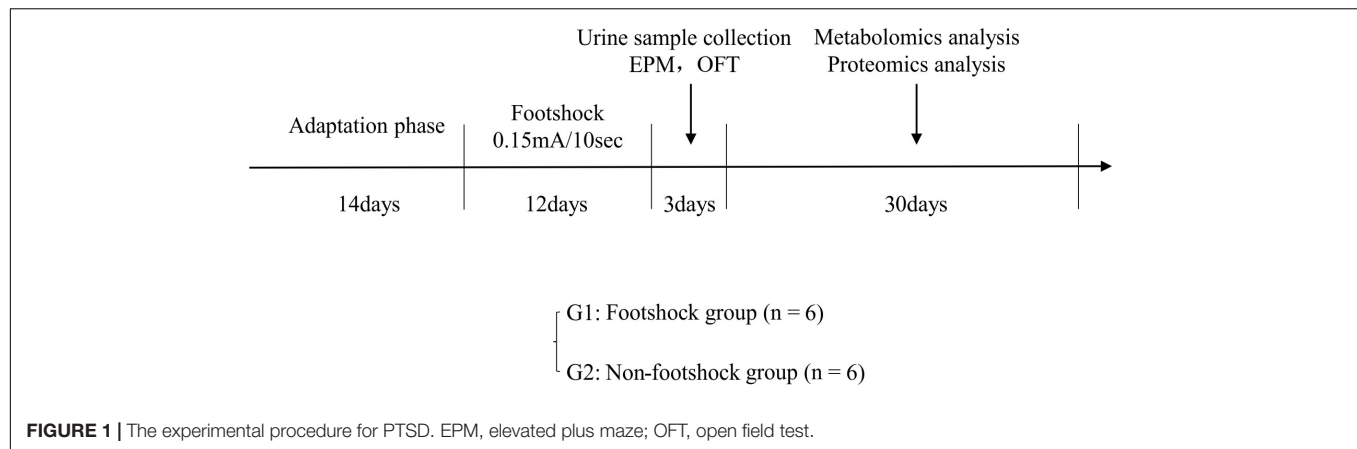 Urine sample collection
EPM，OFT
Metabolomics analysis
Proteomics analysis
Adaptation phase
Footshock
0.15mA/10sec
14days
12days
3days
30days
G1: Footshock group (n = 6)
G2: Non-footshock group (n = 6)
FIGURE 1 | The experimental procedure for PTSD. EPM, elevated plus maze; OFT, open field test.